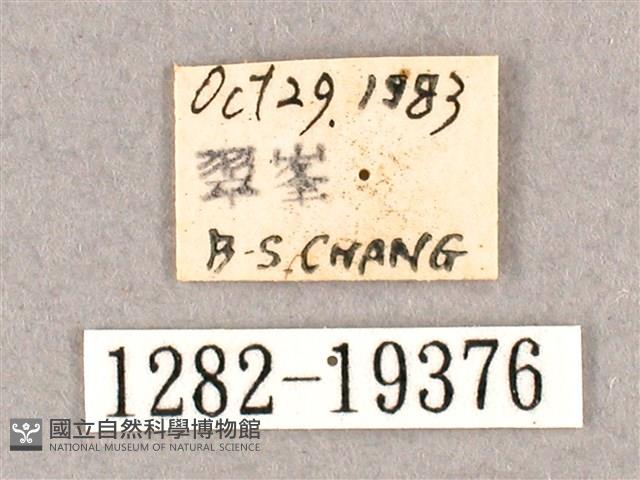 Oct 29. 1983
翠峯
B-S. CHANG
1282-19376
國立自然科學博物館
NATIONAL MUSEUM OF NATURAL SCIENCE